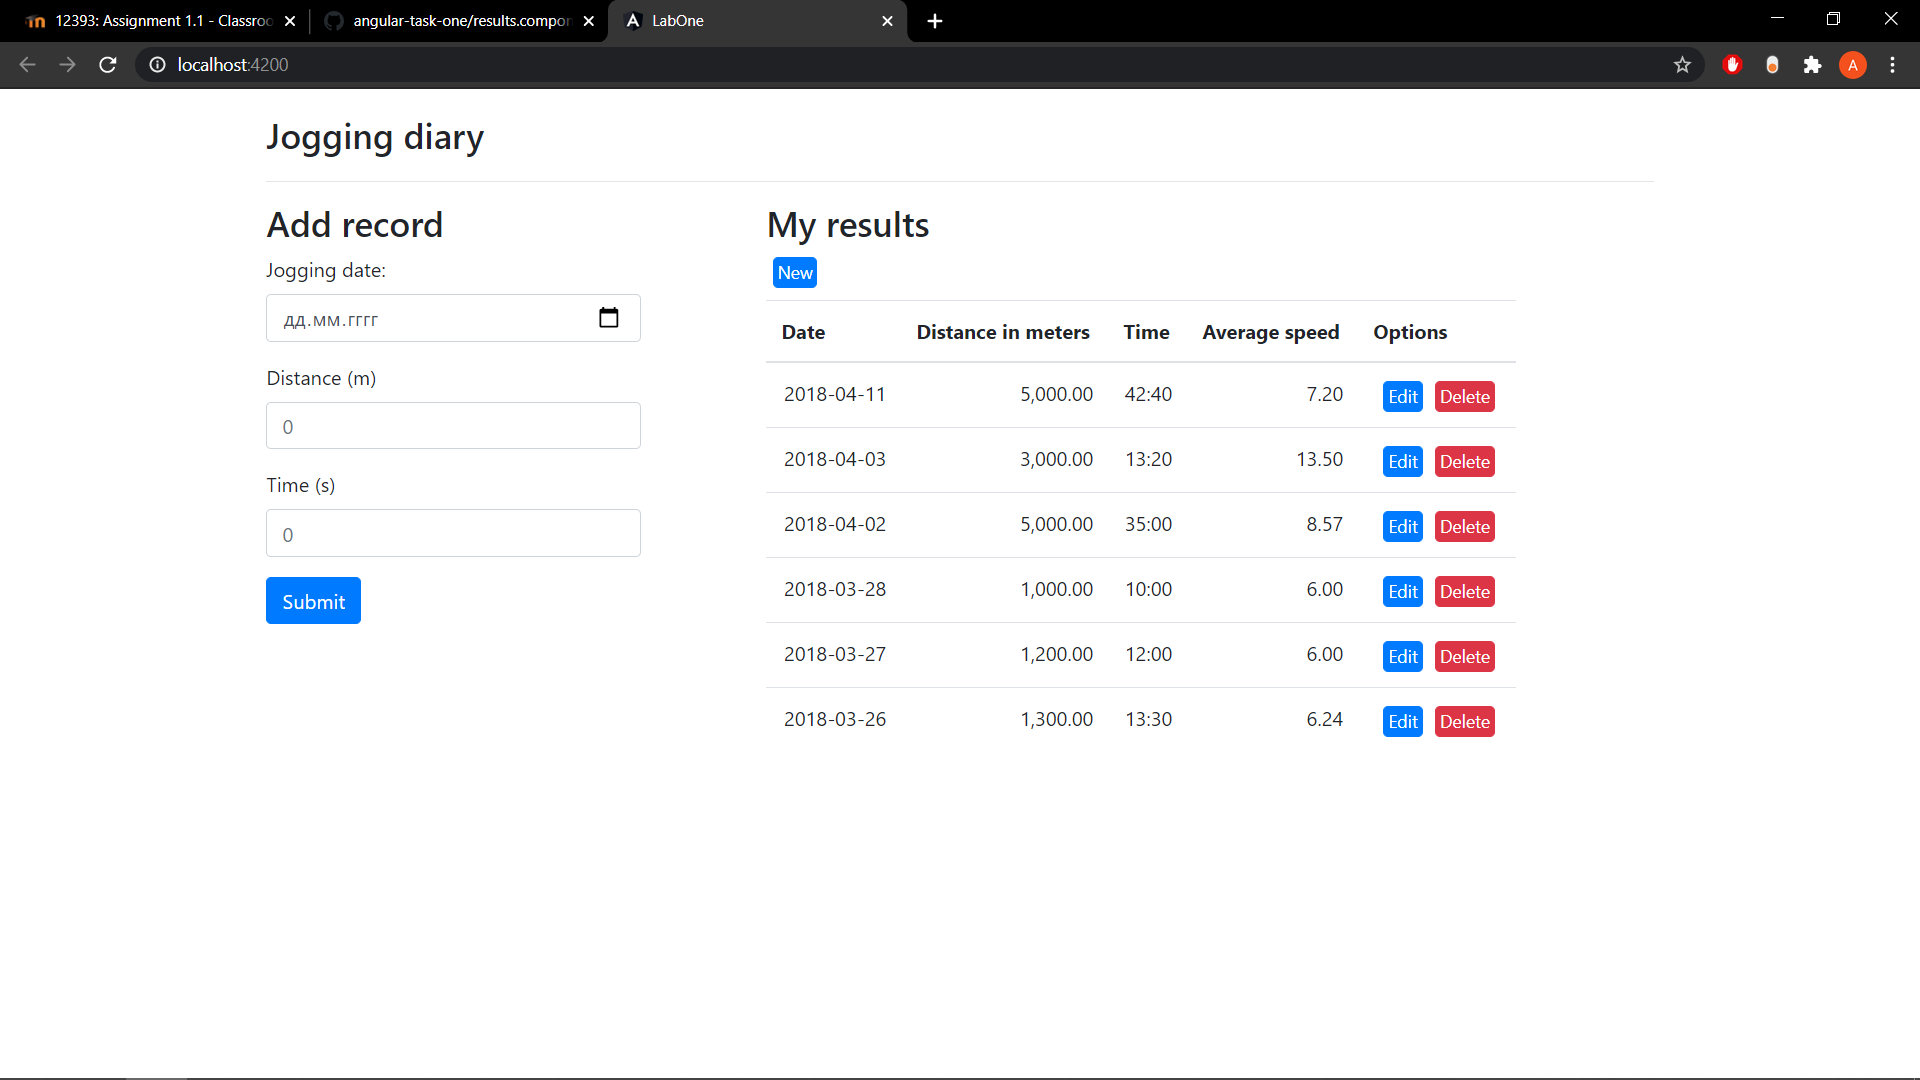 12393: Assignment 1.1 - Classroo
angular-task-one/results.compon
LabOne
localhost:4200
A
Jogging diary
Add record
Jogging date:
дд.мм.гггг
Distance (m)
0
Time (s)
0
Submit
My results
New
Date Distance in meters Time Average speed Options
2018-04-11 5,000.00 42:40 7.20 Edit Delete
2018-04-03 3,000.00 13:20 13.50 Edit Delete
2018-04-02 5,000.00 35:00 8.57 Edit Delete
2018-03-28 1,000.00 10:00 6.00 Edit Delete
2018-03-27 1,200.00 12:00 6.00 Edit Delete
2018-03-26 1,300.00 13:30 6.24 Edit Delete